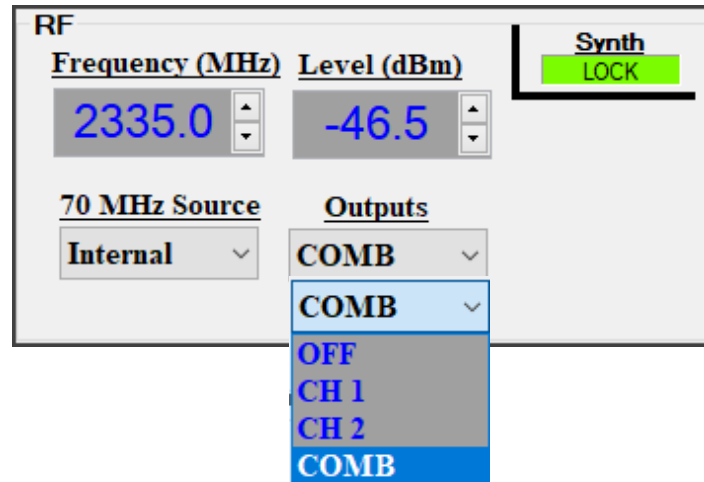 RF
Synth
LOCK
Frequency (MHz) Level (dBm)
2335.0 -46.5
70 MHz Source Outputs
Internal COMB
COMB
OFF
CH 1
CH 2
COMB